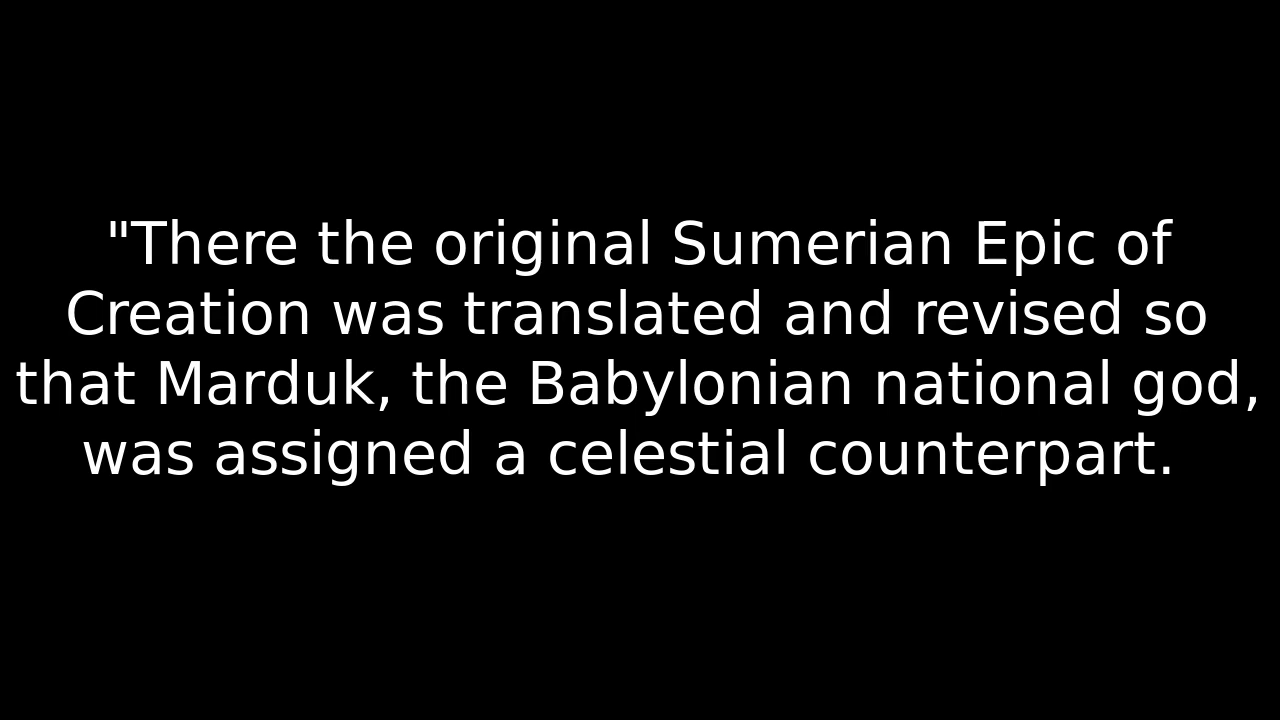 "There the original Sumerian Epic of
Creation was translated and revised so
that Marduk, the Babylonian national god,
was assigned a celestial counterpart.